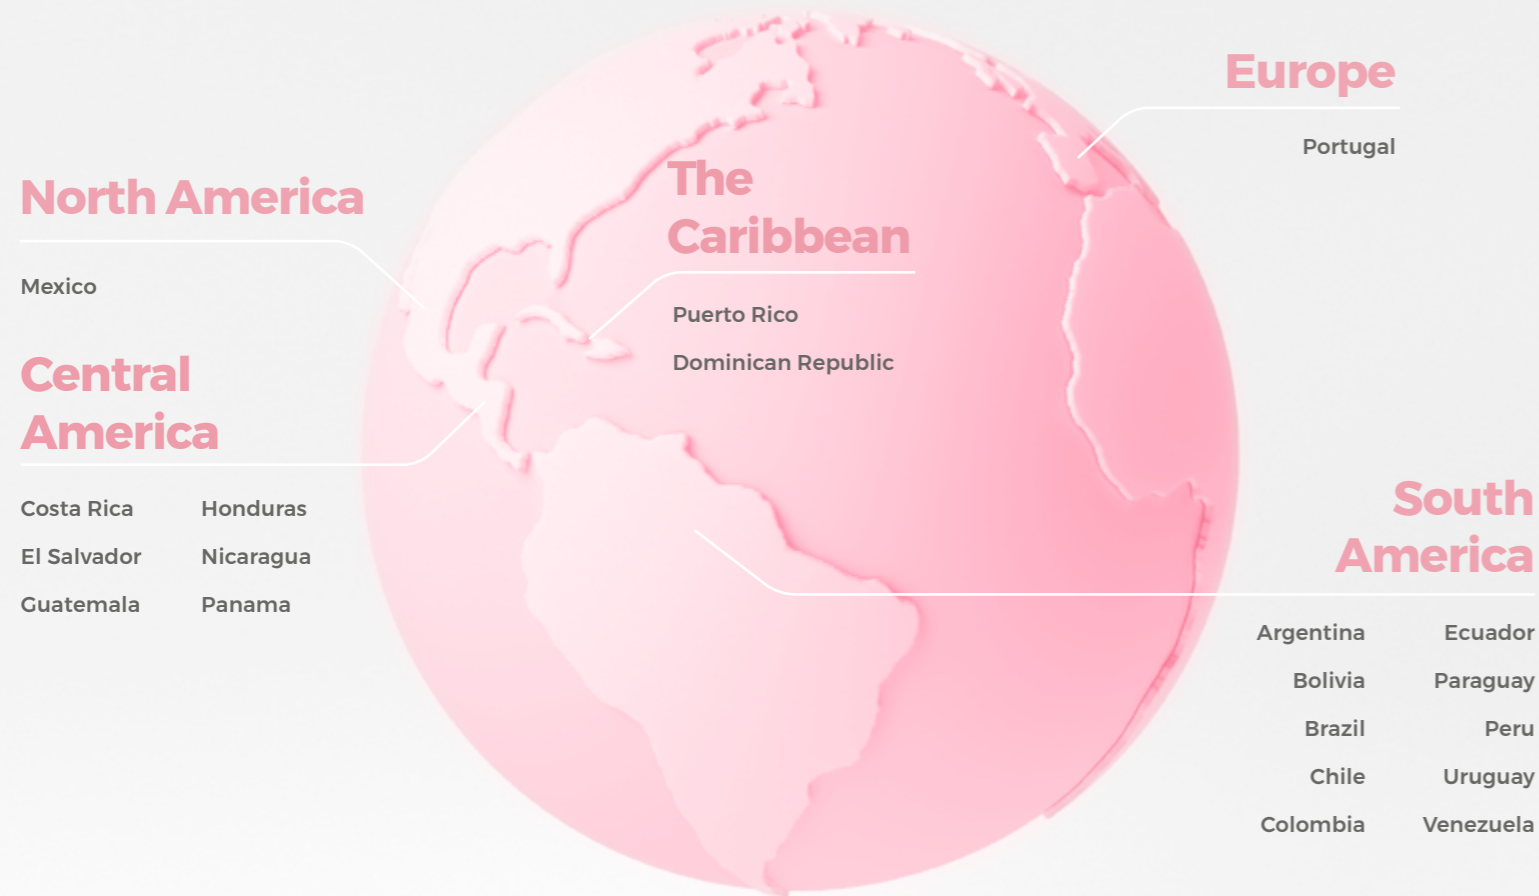 North America
Mexico
Central
America
Costa Rica
Honduras
El Salvador
Nicaragua
Guatemala
Panama
The
Caribbean
Puerto Rico
Dominican Republic
Europe
Portugal
South
America
Argentina
Ecuador
Bolivia
Paraguay
Brazil
Peru
Chile
Uruguay
Colombia
Venezuela